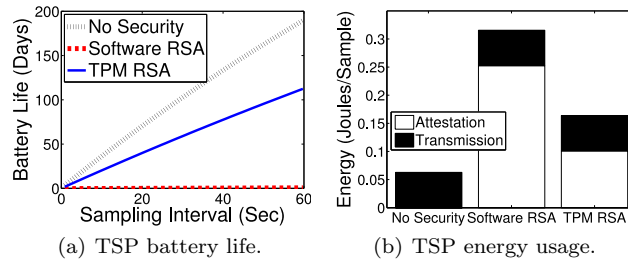 200
150
100
50
0
0
20
40
60
Battery Life (Days)
Sampling Interval (Sec)
No Security
Software RSA
TPM RSA
(a) TSP battery life.
0.3
0.25
0.2
0.15
0.1
0.05
0
Energy (Joules/Sample)
Attestation
Transmission
No Security
Software RSA
TPM RSA
(b) TSP energy usage.